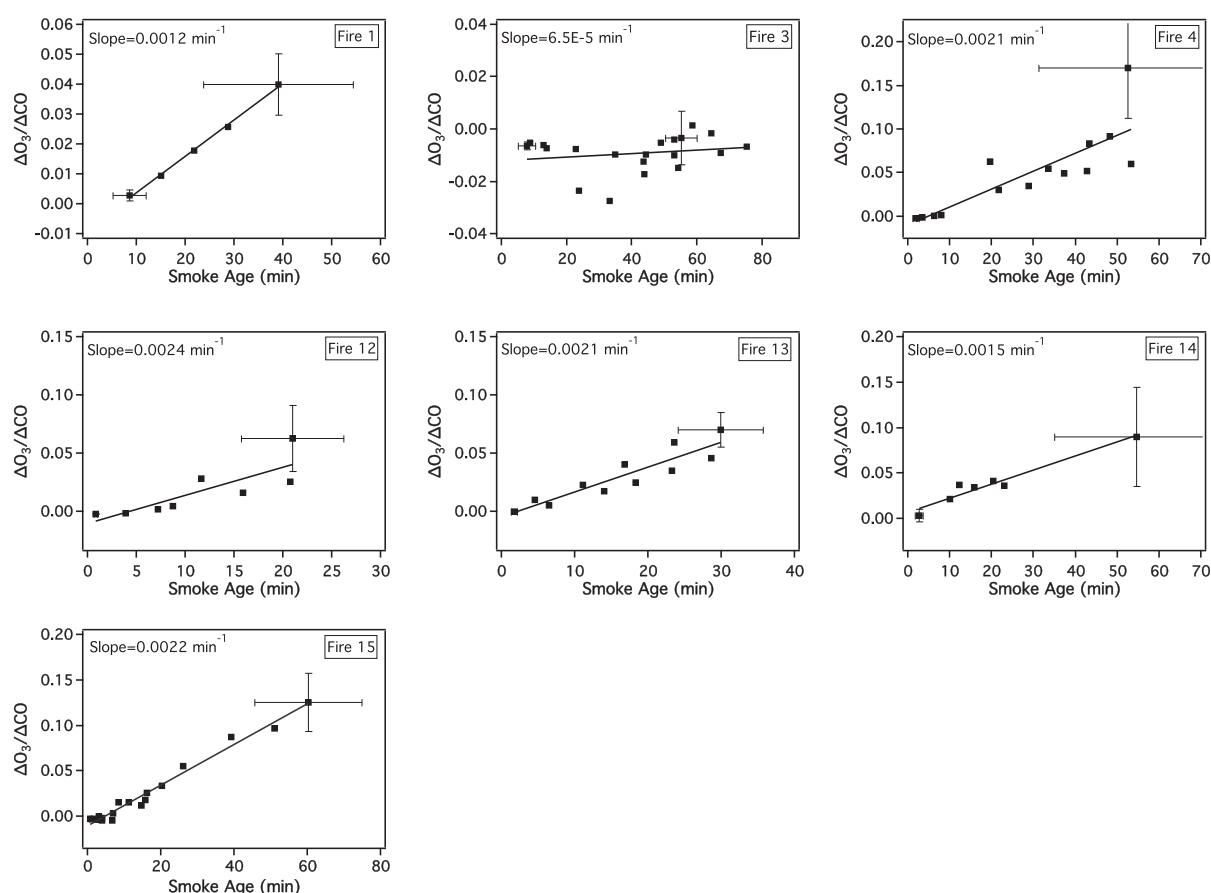 0.06
0.05
0.04
0.03
0.02
0.01
0.00
-0.01
ΔO3/ΔCO
Slope=0.0012 min-1
Fire 1
0 10 20 30 40 50 60
Smoke Age (min)
0.04
0.02
0.00
-0.02
-0.04
ΔO3/ΔCO
Slope=6.5E-5 min-1
Fire 3
0 20 40 60 80
Smoke Age (min)
0.20
0.15
0.10
0.05
0.00
ΔO3/ΔCO
Slope=0.0021 min-1
Fire 4
0 10 20 30 40 50 60 70
Smoke Age (min)
0.15
0.10
0.05
0.00
ΔO3/ΔCO
Slope=0.0024 min-1
Fire 12
0 5 10 15 20 25 30
Smoke Age (min)
0.15
0.10
0.05
0.00
ΔO3/ΔCO
Slope=0.0021 min-1
Fire 13
0 10 20 30 40
Smoke Age (min)
0.20
0.15
0.10
0.05
0.00
ΔO3/ΔCO
Slope=0.0015 min-1
Fire 14
0 10 20 30 40 50 60 70
Smoke Age (min)
0.20
0.15
0.10
0.05
0.00
ΔO3/ΔCO
Slope=0.0022 min-1
Fire 15
0 20 40 60 80
Smoke Age (min)